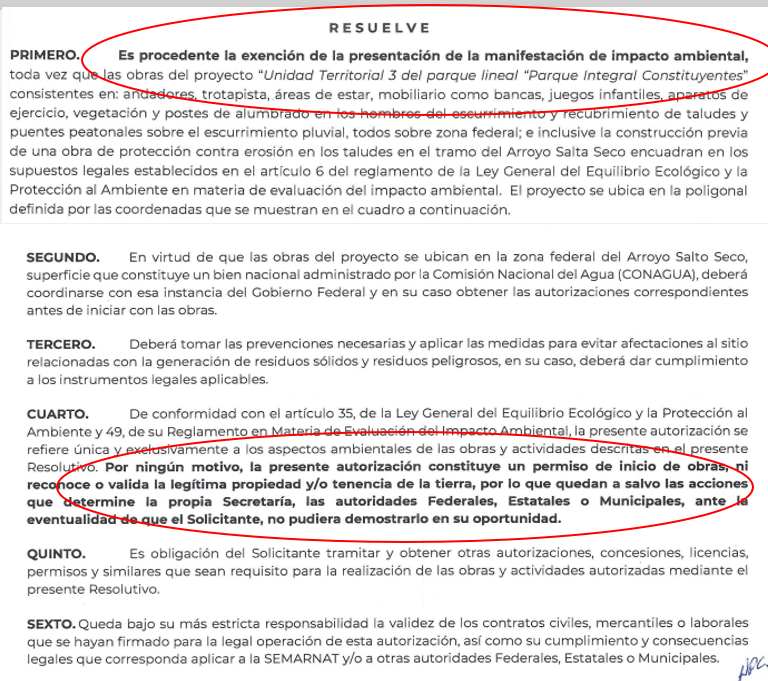 RESUELVE
PRIMERO. Es procedente la exención de la presentación de la manifestación de impacto ambiental,
toda vez que las obras del proyecto "Unidad Territorial 3 del parque lineal "Parque Integral Constituyentes"
consistentes en: andadores, trotapista, áreas de estar, mobiliario como bancas, juegos infantiles, aparatos de
ejercicio, vegetación y postes de alumbrado en los hombros del escurrimiento y recubrimiento de taludes y
puentes peatonales sobre el escurrimiento pluvial, todos sobre zona federal; e inclusive la construcción previa
de una obra de protección contra erosión en los taludes en el tramo del Arroyo Salta Seco encuadran en los
supuestos legales establecidos en el artículo 6 del reglamento de la Ley General del Equilibrio Ecológico y la
Protección al Ambiente en materia de evaluación del impacto ambiental. El proyecto se ubica en la poligonal
definida por las coordenadas que se muestran en el cuadro a continuación.
SEGUNDO. En virtud de que las obras del proyecto se ubican en la zona federal del Arroyo Salto Seco,
superficie que constituye un bien nacional administrado por la Comisión Nacional del Agua (CONAGUA), deberá
coordinarse con esa instancia del Gobierno Federal y en su caso obtener las autorizaciones correspondientes
antes de iniciar con las obras.
TERCERO. Deberá tomar las prevenciones necesarias y aplicar las medidas para evitar afectaciones al sitio
relacionadas con la generación de residuos sólidos y residuos peligrosos, en su caso, deberá dar cumplimiento
a los instrumentos legales aplicables.
CUARTO. De conformidad con el artículo 35, de la Ley General del Equilibrio Ecológico y la Protección al
Ambiente y 49, de su Reglamento en Materia de Evaluación del Impacto Ambiental, la presente autorización se
refiere única y exclusivamente a los aspectos ambientales de las obras y actividades descritas en el presente
Resolutivo. Por ningún motivo, la presente autorización constituye un permiso de inicio de obras, ni
reconoce o valida la legítima propiedad y/o tenencia de la tierra, por lo que quedan a salvo las acciones
que determine la propia Secretaría, las autoridades Federales, Estatales o Municipales, ante la
eventualidad de que el Solicitante, no pudiera demostrarlo en su oportunidad.
QUINTO. Es obligación del Solicitante tramitar y obtener otras autorizaciones, concesiones, licencias,
permisos y similares que sean requisito para la realización de las obras y actividades autorizadas mediante el
presente Resolutivo.
SEXTO. Queda bajo su más estricta responsabilidad la validez de los contratos civiles, mercantiles o laborales
que se hayan firmado para la legal operación de esta autorización, así como su cumplimiento y consecuencias
legales que corresponda aplicar a la SEMARNAT y/o a otras autoridades Federales, Estatales o Municipales.